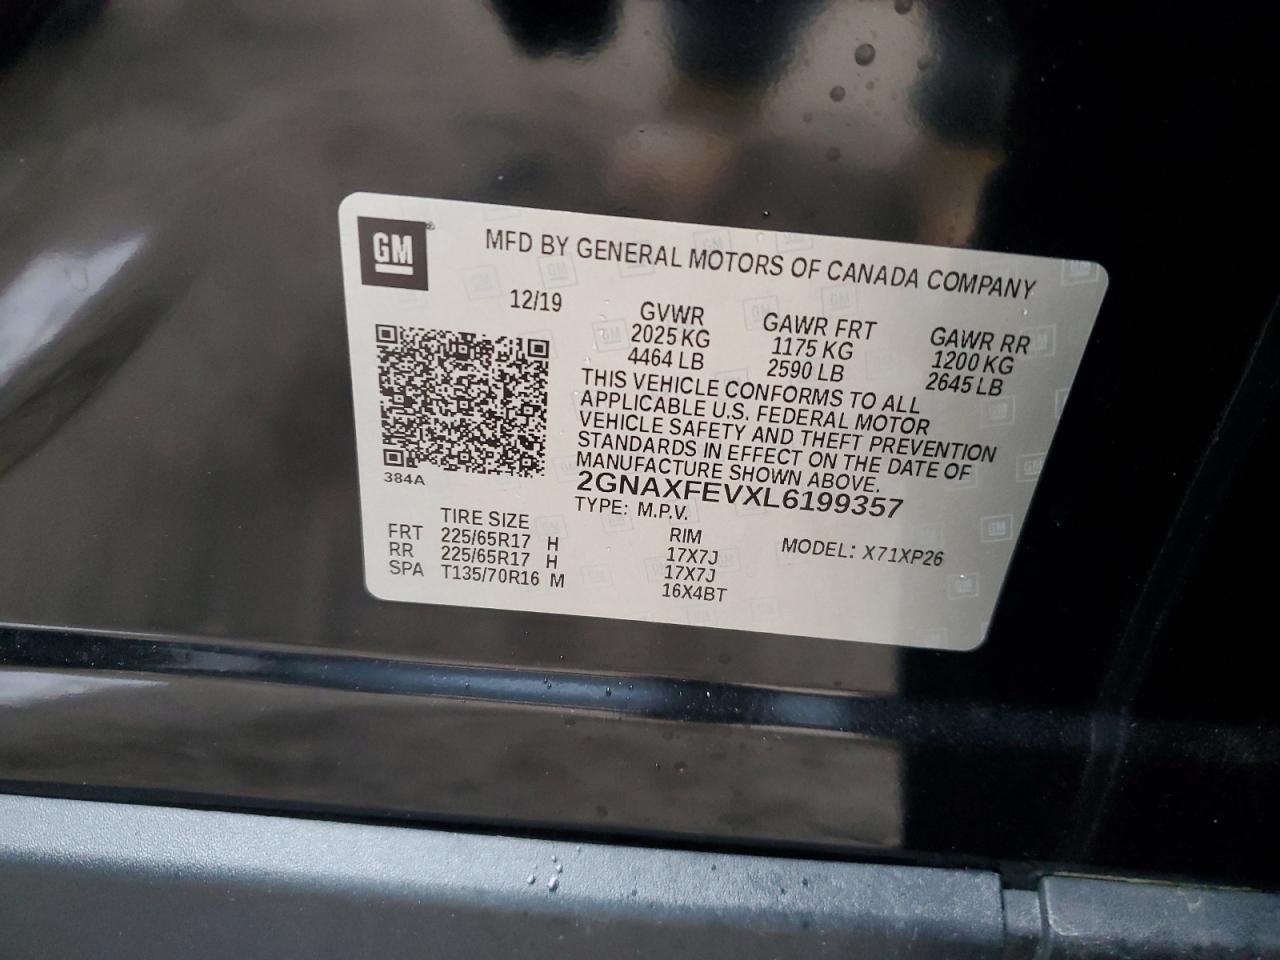 GM®
MFD BY GENERAL MOTORS OF CANADA COMPANY
12/19
GVWR GAWR FRT GAWR RR
2025 KG 1175 KG 1200 KG
4464 LB 2590 LB 2645 LB
THIS VEHICLE CONFORMS TO ALL
APPLICABLE U.S. FEDERAL MOTOR
VEHICLE SAFETY AND THEFT PREVENTION
STANDARDS IN EFFECT ON THE DATE OF
MANUFACTURE SHOWN ABOVE.
384A
2GNAXFEVXL6199357
TYPE: M.P.V.
MODEL: X71XP26
TIRE SIZE RIM
FRT 225/65R17 H 17X7J
RR 225/65R17 H 17X7J
SPA T135/70R16 M 16X4BT